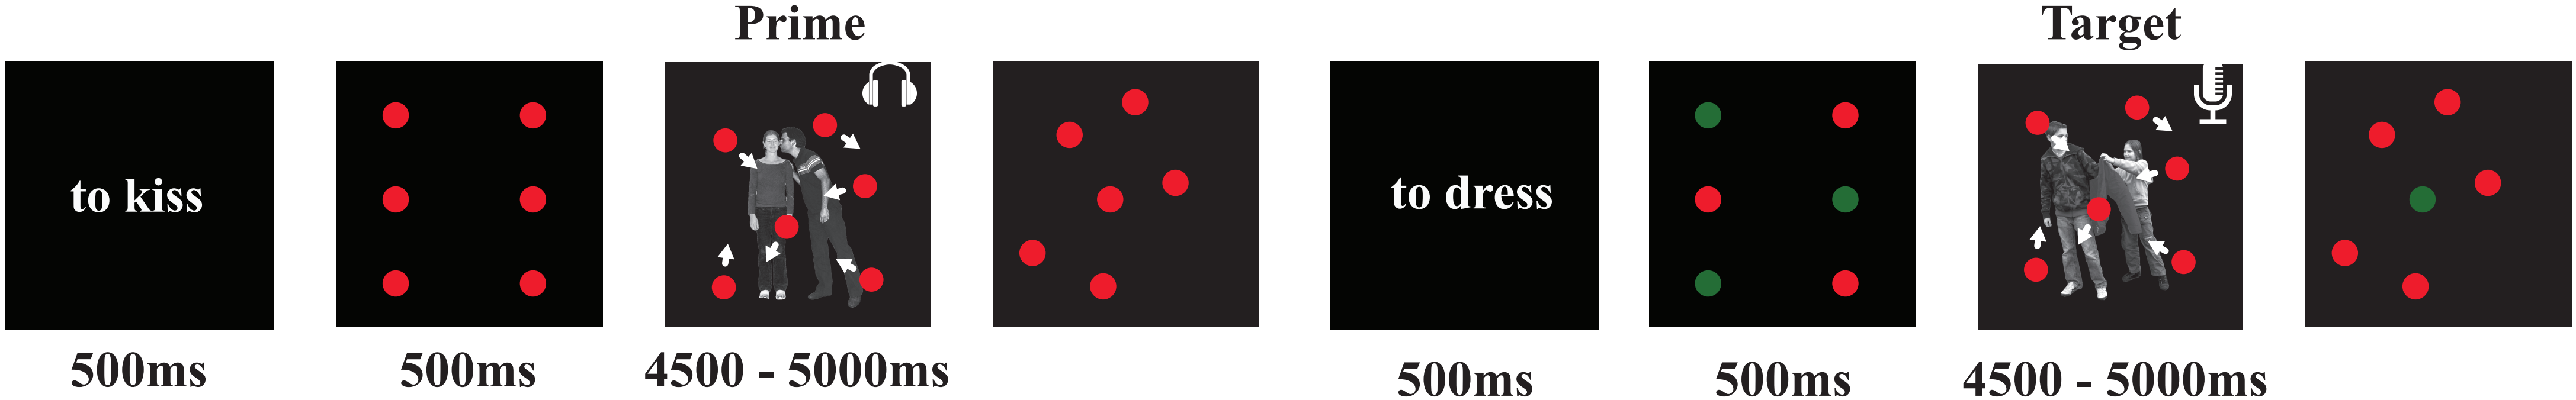 Prime
Target
to kiss
to dress
500ms
500ms
4500 - 5000ms
500ms
500ms
4500 - 5000ms